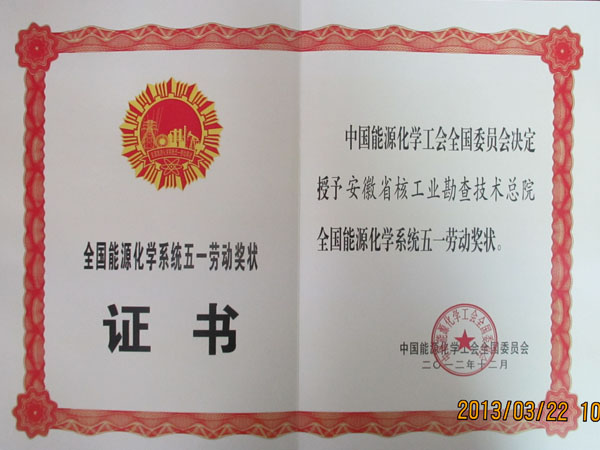 全国能源化学系统五一劳动奖状
证书
中国能源化学工会全国委员会决定
授予安徽省核工业勘查技术总院
全国能源化学系统五一劳动奖状。
中国能源化学工会全国委员会
二〇一二年十二月
2013/03/22 10